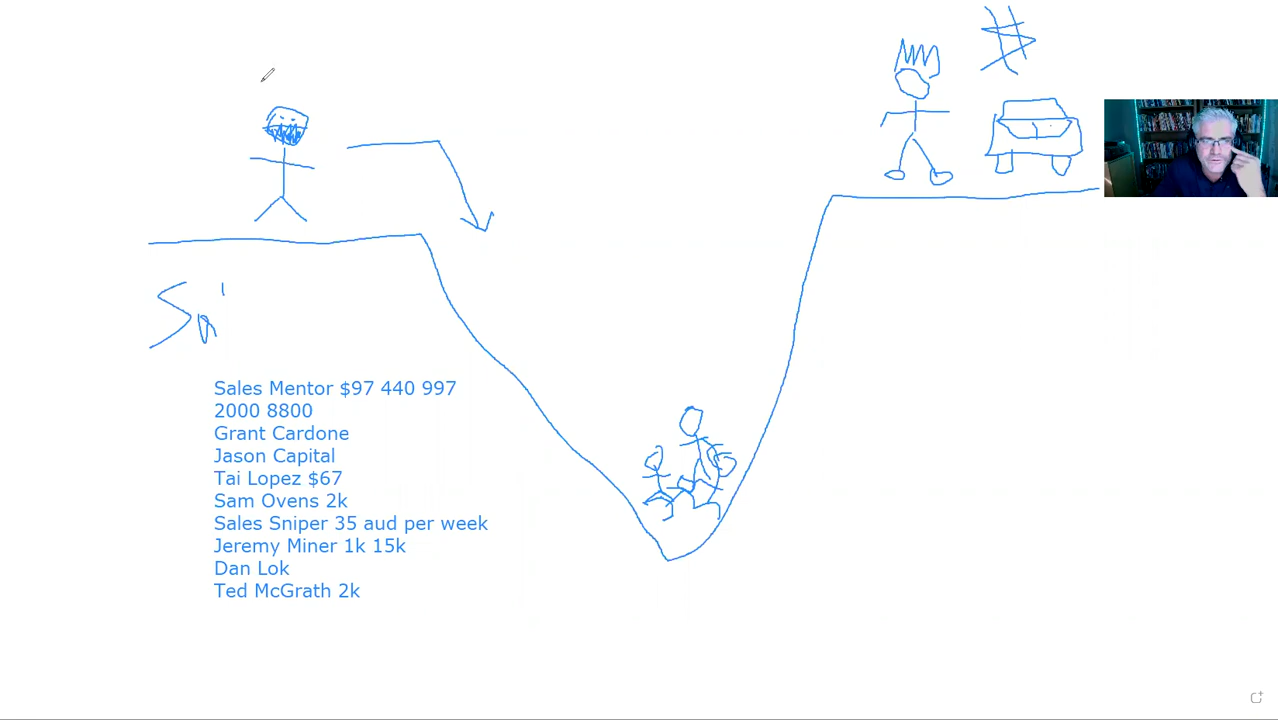 Sales Mentor $97 440 997
2000 8800
Grant Cardone
Jason Capital
Tai Lopez $67
Sam Ovens 2k
Sales Sniper 35 aud per week
Jeremy Miner 1k 15k
Dan Lok
Ted McGrath 2k